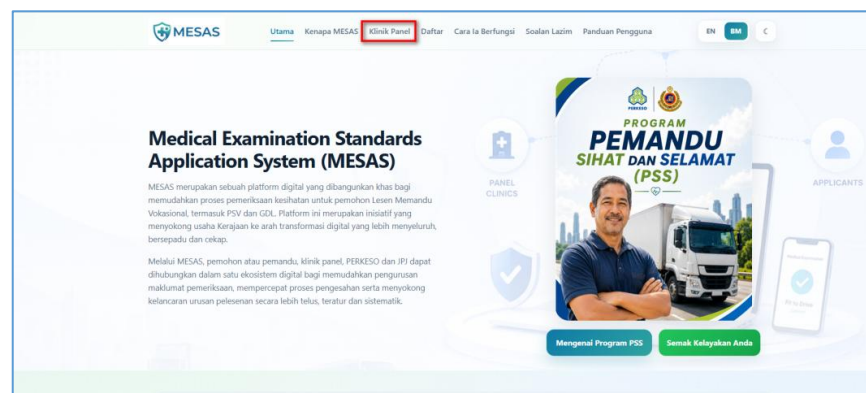 MESAS
Utama Kenapa MESAS Klinik Panel Daftar Cara Ia Berfungsi Soalan Lazim Panduan Pengguna EN BM
PERKESO
PROGRAM
PEMANDU
SIHAT DAN SELAMAT
(PSS)
Medical Examination Standards
Application System (MESAS)
MESAS merupakan sebuah platform digital yang dibangunkan khas bagi
memudahkan proses pemeriksaan kesihatan untuk pemohon Lesen Memandu
Vokasional, termasuk PSV dan GDL. Platform ini merupakan inisiatif yang
menyokong usaha Kerajaan ke arah transformasi digital yang lebih menyeluruh,
bersepadu dan cekap.
Melalui MESAS, pemohon atau pemandu, klinik panel, PERKESO dan JPJ dapat
dihubungkan dalam satu ekosistem digital bagi memudahkan pengurusan
maklumat pemeriksaan, mempercepat proses pengesahan serta menyokong
kelancaran urusan pelesenan secara lebih telus, teratur dan sistematik.
PANEL
CLINICS
APPLICANTS
Mengenai Program PSS
Semak Kelayakan Anda